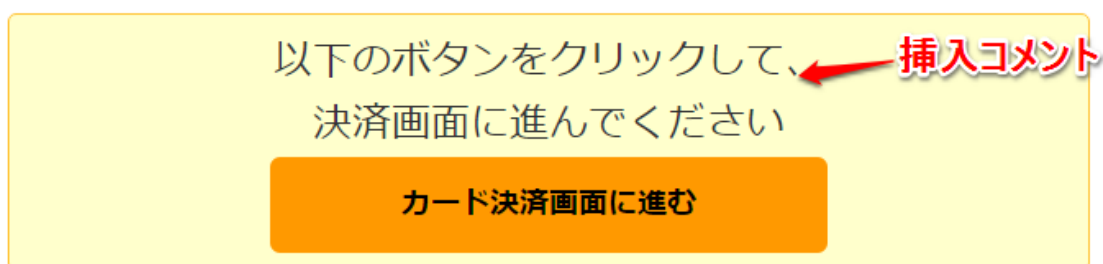 以下のボタンをクリックして、
挿入コメント
決済画面に進んでください
カード決済画面に進む